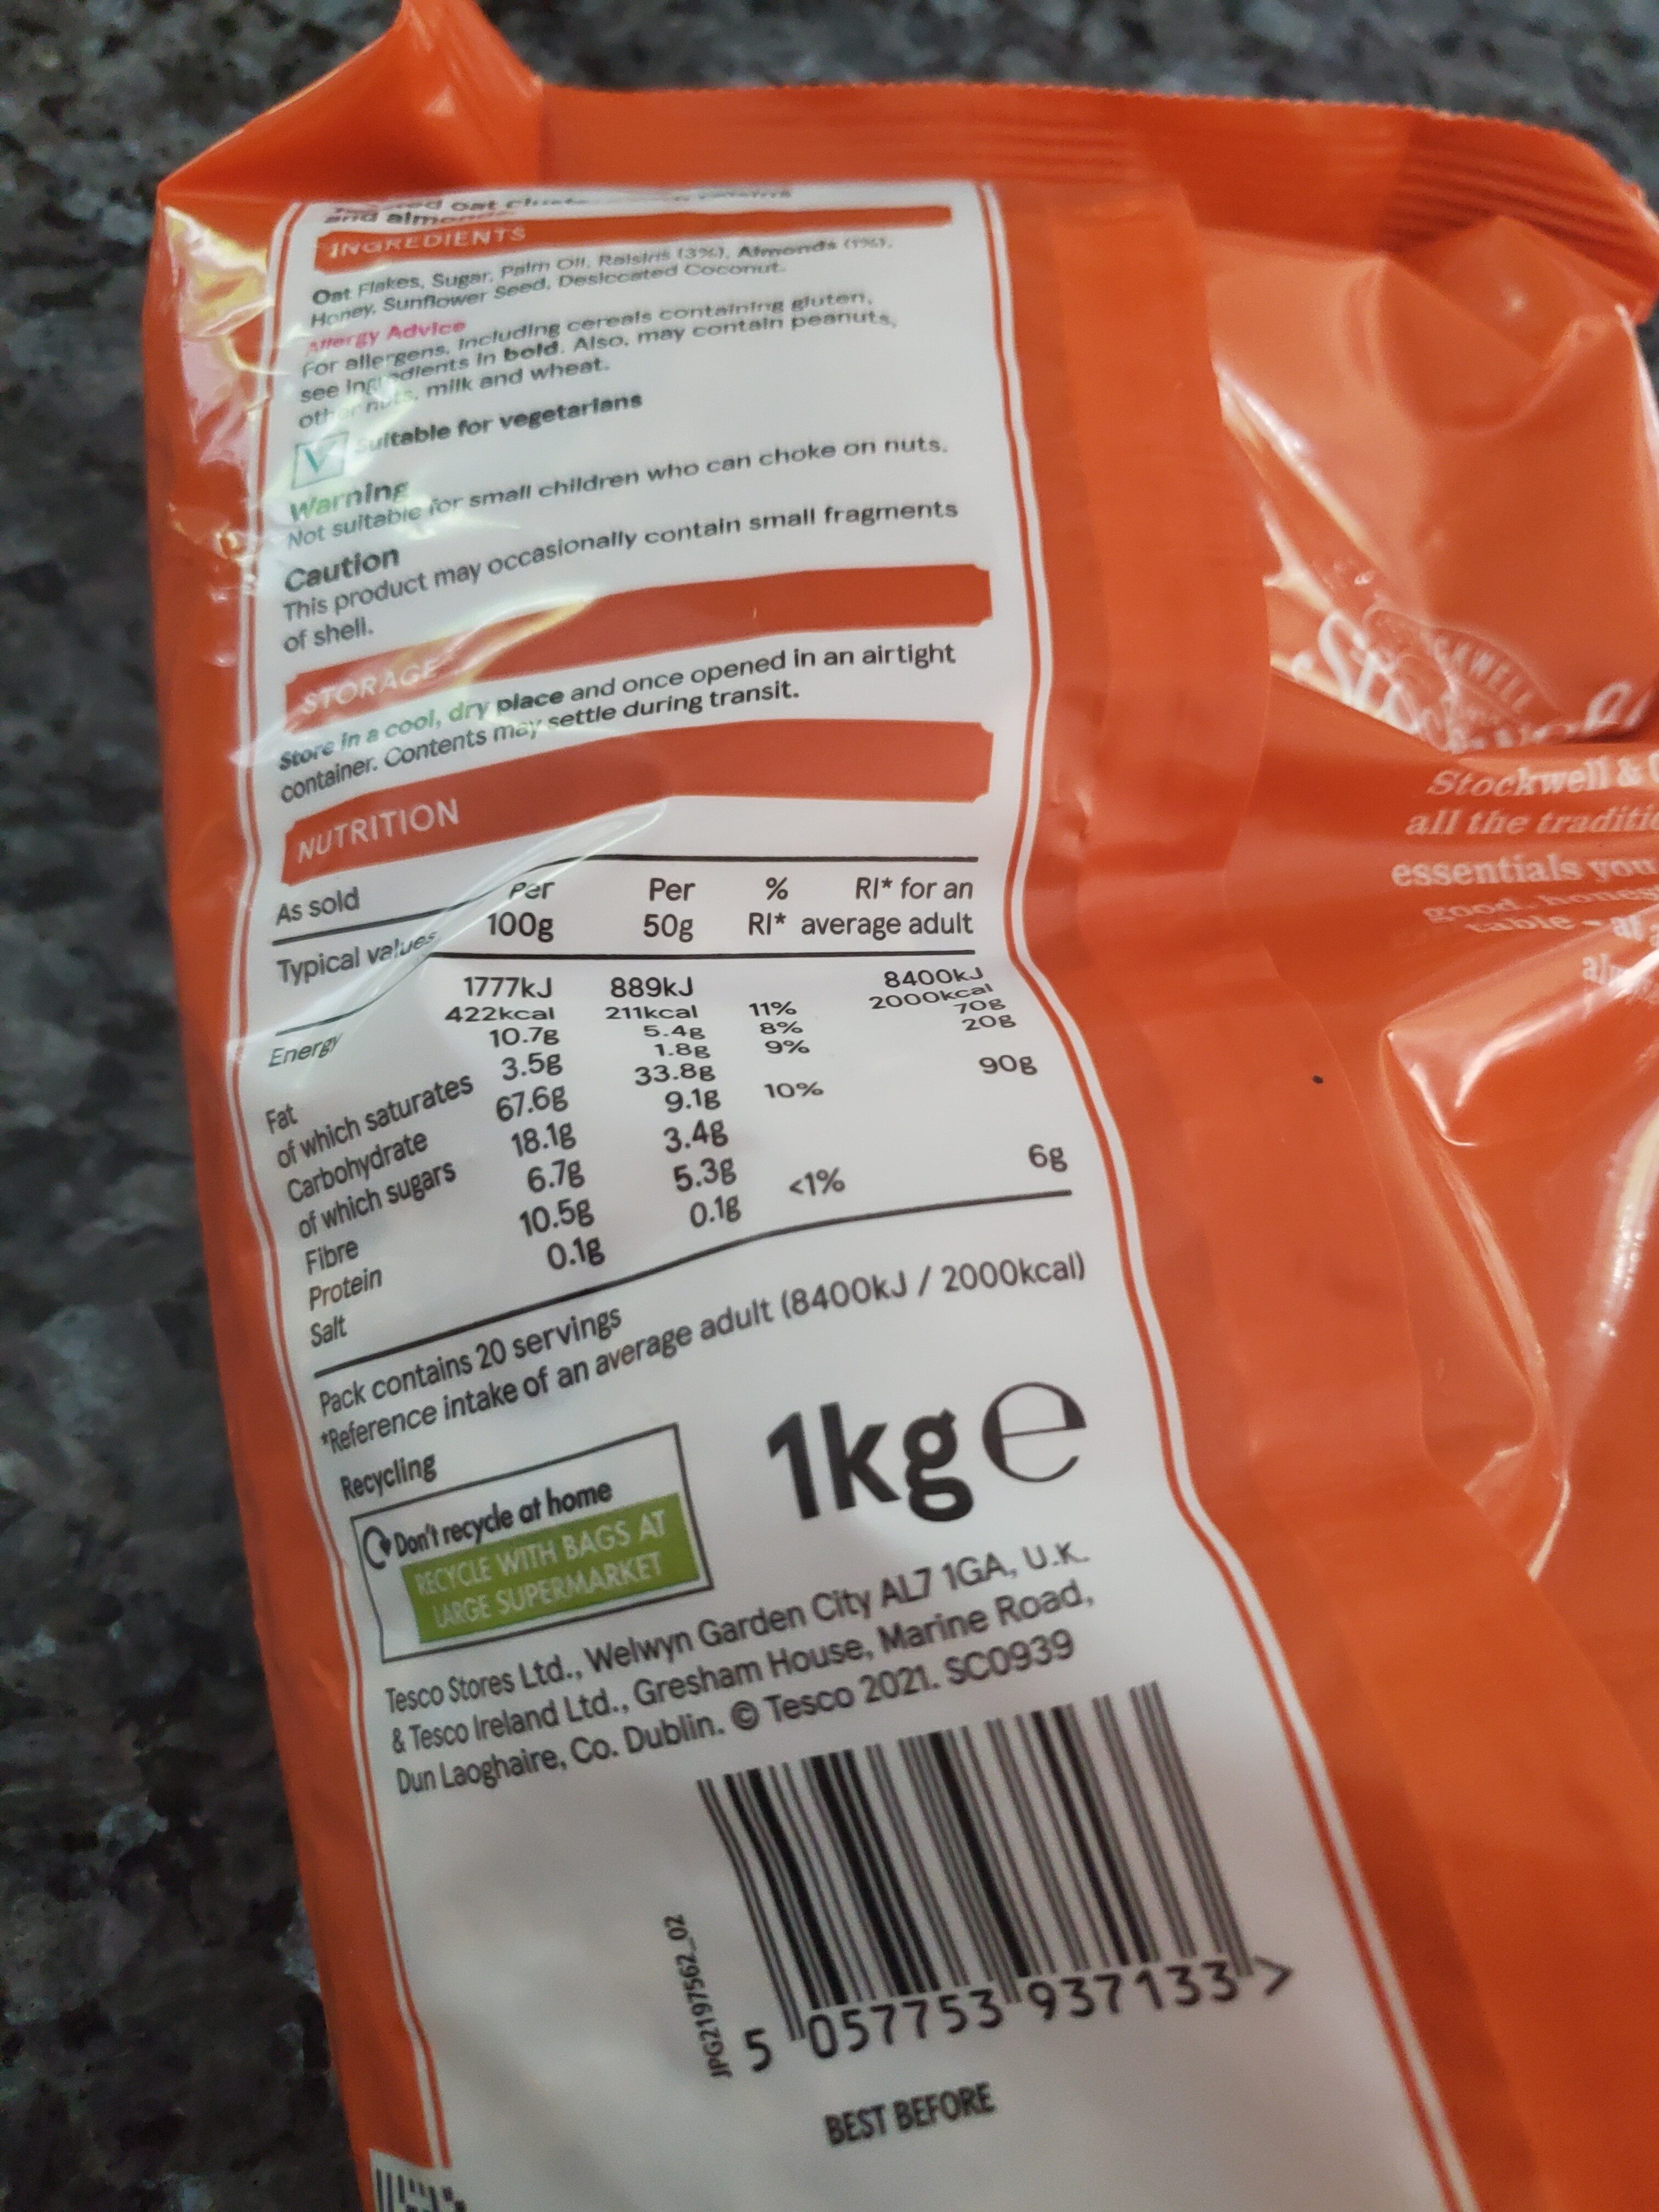 oat
and almonds
INGREDIENTS
Oat Flakes, Sugar, Palm Oil, Raisins (3%), Almonds (1%),
Honey, Sunflower Seed, Desiccated Coconut.
Allergy Advice
For allergens, including cereals containing gluten,
see ingredients in bold. Also, may contain peanuts,
other nuts, milk and wheat.
V Suitable for vegetarians
Warning
Not suitable for small children who can choke on nuts.
Caution
This product may occasionally contain small fragments
of shell.
STORAGE
Store in a cool, dry place and once opened in an airtight
container. Contents may settle during transit.
NUTRITION
As sold Per Per % RI* for an
Typical values 100g 50g RI* average adult
Energy 1777kJ 889kJ 8400kJ
422kcal 211kcal 11% 2000kcal
Fat 10.7g 5.4g 8% 70g
of which saturates 3.5g 1.8g 9% 20g
Carbohydrate 67.6g 33.8g
of which sugars 18.1g 9.1g 10% 90g
Fibre 6.7g 3.4g
Protein 10.5g 5.3g
Salt 0.1g 0.1g <1% 6g
Pack contains 20 servings
*Reference intake of an average adult (8400kJ / 2000kcal)
Recycling
Don't recycle at home
RECYCLE WITH BAGS AT
LARGE SUPERMARKET
1kg e
Tesco Stores Ltd., Welwyn Garden City AL7 1GA, U.K.
& Tesco Ireland Ltd., Gresham House, Marine Road,
Dun Laoghaire, Co. Dublin. © Tesco 2021. SC0939
JPG2197562_02
5 057753 937133 >
BEST BEFORE
Stockwell &
all the traditio
essentials you
good, hones
table - at